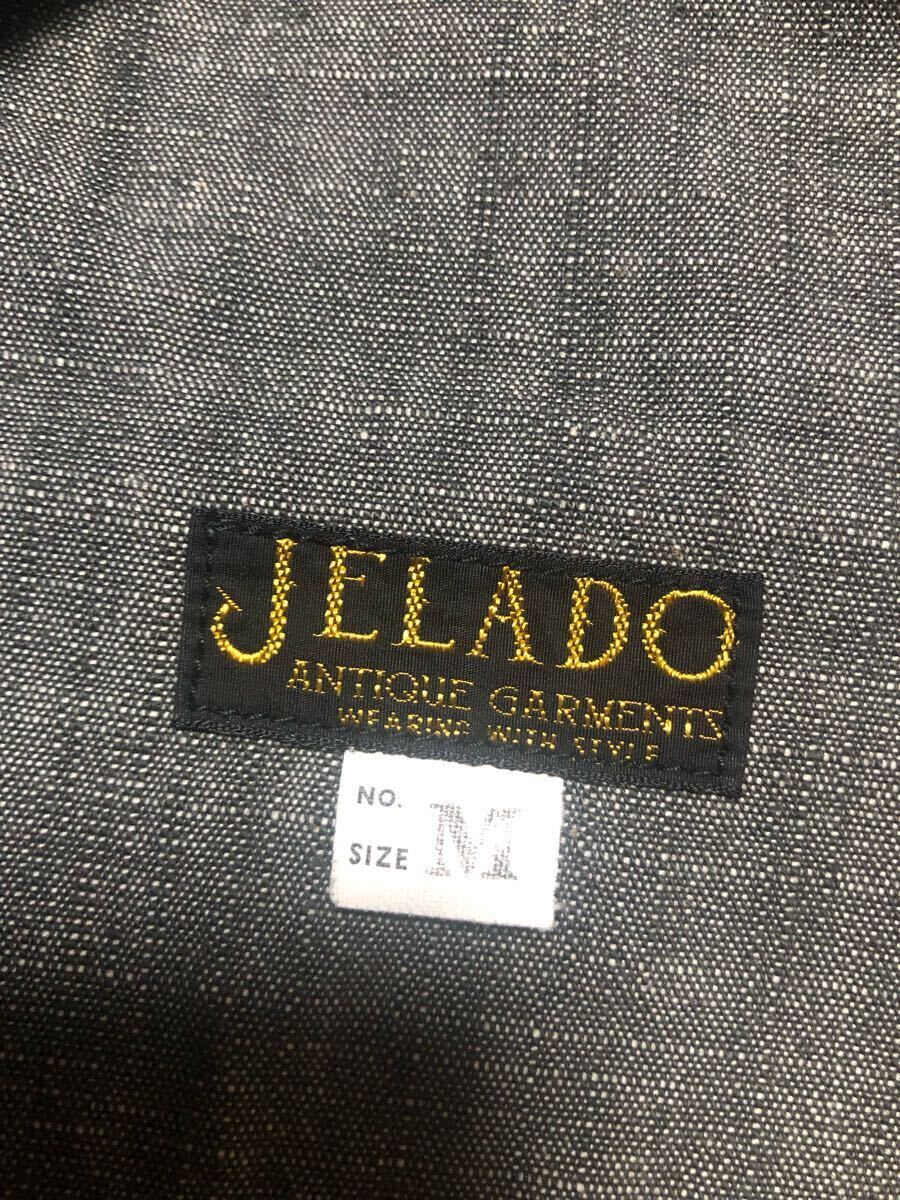 JELADO
ANTIQUE GARMENTS
WEARING WITH STYLE
NO.
SIZE M